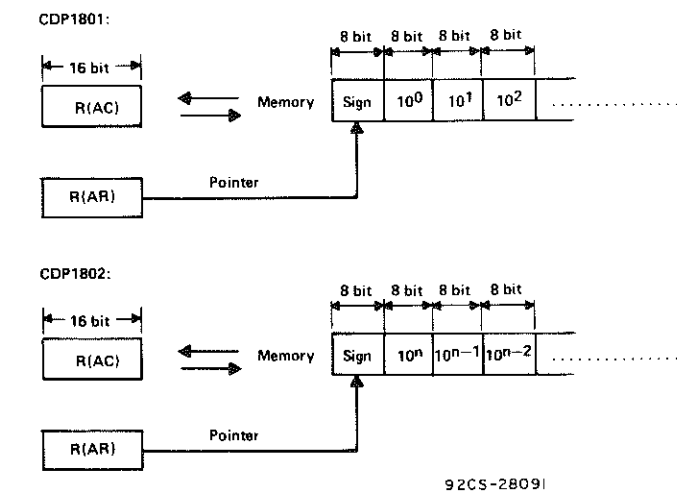 CDP1801:
8 bit 8 bit 8 bit 8 bit
16 bit
R(AC) Memory Sign 10⁰ 10¹ 10² ................
Pointer
R(AR)
CDP1802:
8 bit 8 bit 8 bit 8 bit
16 bit
R(AC) Memory Sign 10ⁿ 10ⁿ⁻¹ 10ⁿ⁻² ................
Pointer
R(AR)
92CS-28091